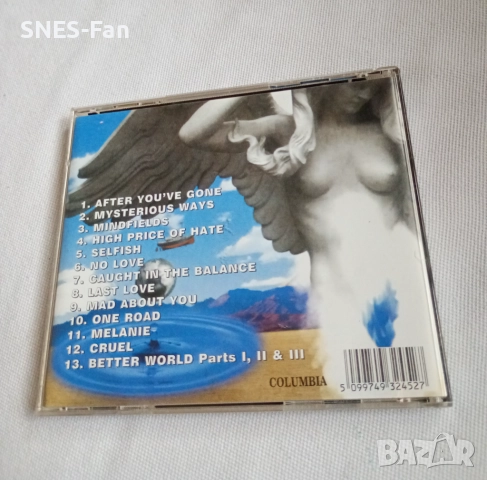 SNES-Fan
1. AFTER YOU'VE GONE
2. MYSTERIOUS WAYS
3. MINDFIELDS
4. HIGH PRICE OF HATE
5. SELFISH
6. NO LOVE
7. CAUGHT IN THE BALANCE
8. LAST LOVE
9. MAD ABOUT YOU
10. ONE ROAD
11. MELANIE
12. CRUEL
13. BETTER WORLD Parts I, II & III
COLUMBIA
5 099749 324527
BAZAR